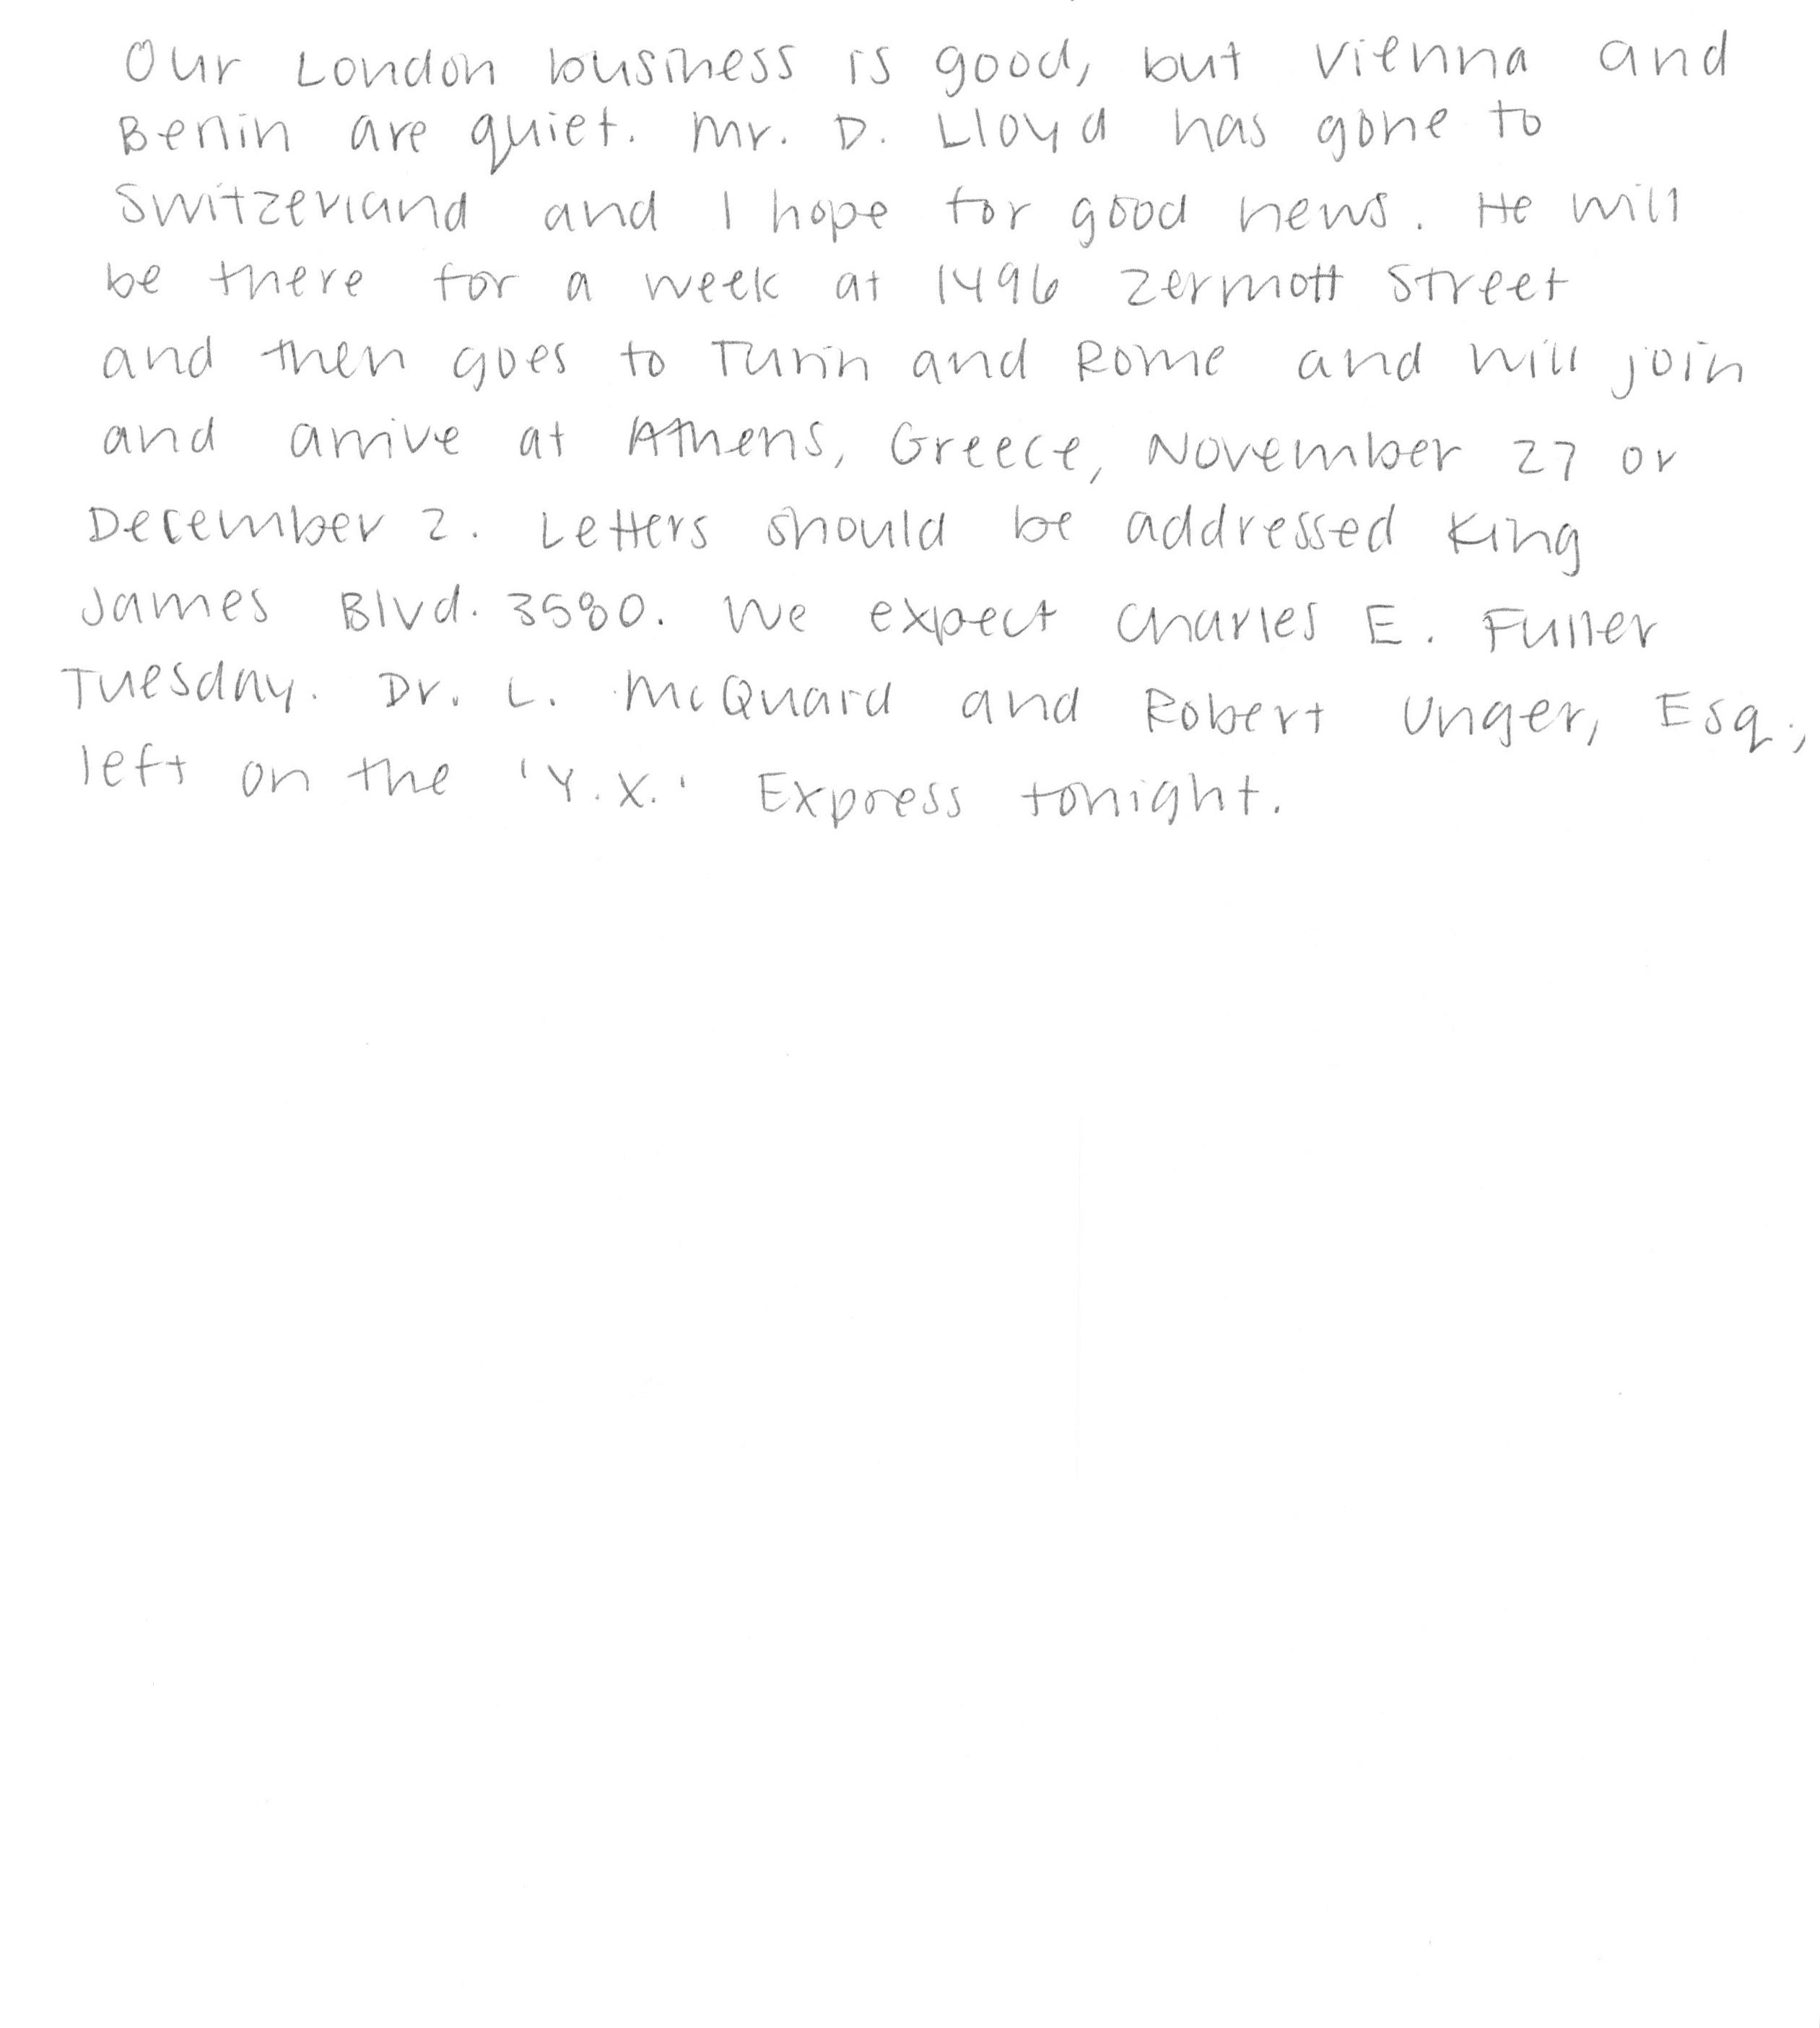 Our London business is good, but Vienna and
Berlin are quiet. Mr. D. Lloyd has gone to
Switzerland and I hope for good news. He will
be there for a week at 1496 Zermott Street
and then goes to Turin and Rome and will join
and arrive at Athens, Greece, November 27 or
December 2. Letters should be addressed King
James Blvd. 3580. We expect Charles E. Fuller
Tuesday. Dr. L. McQuard and Robert Unger, Esq.,
left on the 'Y.X.' Express tonight.